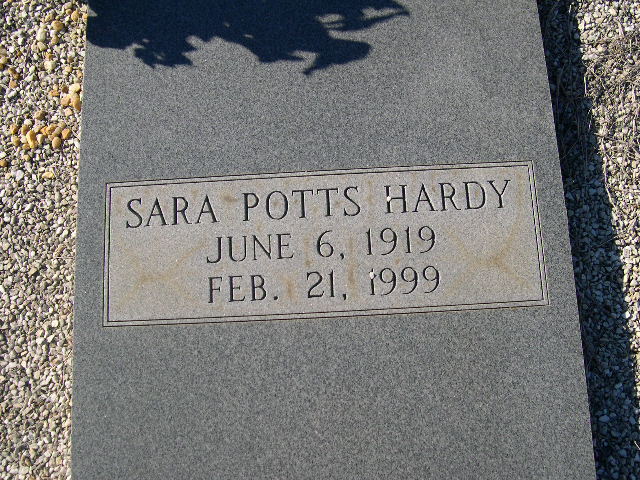 SARA POTTS HARDY
JUNE 6, 1919
FEB. 21, 1999